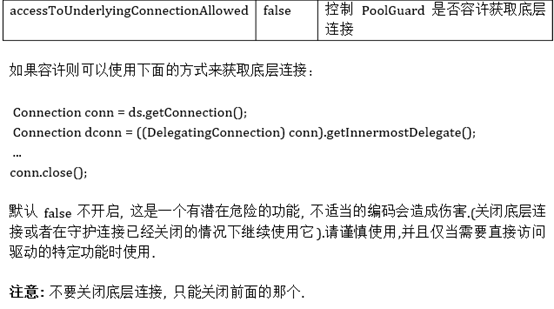 accessToUnderlyingConnectionAllowed false 控制 PoolGuard 是否容许获取底层
连接
如果容许则可以使用下面的方式来获取底层连接：
Connection conn = ds.getConnection();
Connection dconn = ((DelegatingConnection) conn).getInnermostDelegate();
...
conn.close();
默认 false 不开启, 这是一个有潜在危险的功能, 不适当的编码会造成伤害.(关闭底层连
接或者在守护连接已经关闭的情况下继续使用它).请谨慎使用,并且仅当需要直接访问
驱动的特定功能时使用.
注意: 不要关闭底层连接, 只能关闭前面的那个.